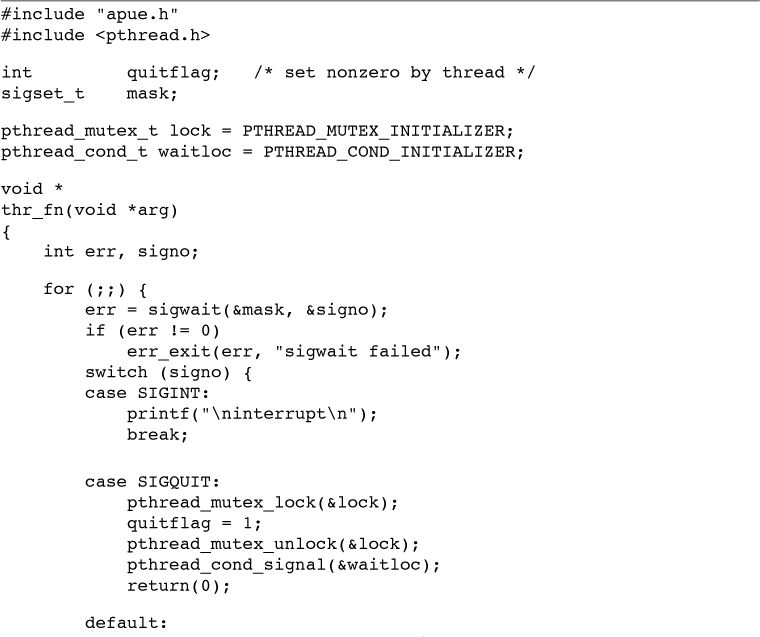 #include "apue.h"
#include <pthread.h>
int         quitflag;   /* set nonzero by thread */
sigset_t    mask;
pthread_mutex_t lock = PTHREAD_MUTEX_INITIALIZER;
pthread_cond_t waitloc = PTHREAD_COND_INITIALIZER;
void *
thr_fn(void *arg)
{
    int err, signo;
    for (;;) {
        err = sigwait(&mask, &signo);
        if (err != 0)
            err_exit(err, "sigwait failed");
        switch (signo) {
        case SIGINT:
            printf("\ninterrupt\n");
            break;
        case SIGQUIT:
            pthread_mutex_lock(&lock);
            quitflag = 1;
            pthread_mutex_unlock(&lock);
            pthread_cond_signal(&waitloc);
            return(0);
        default: